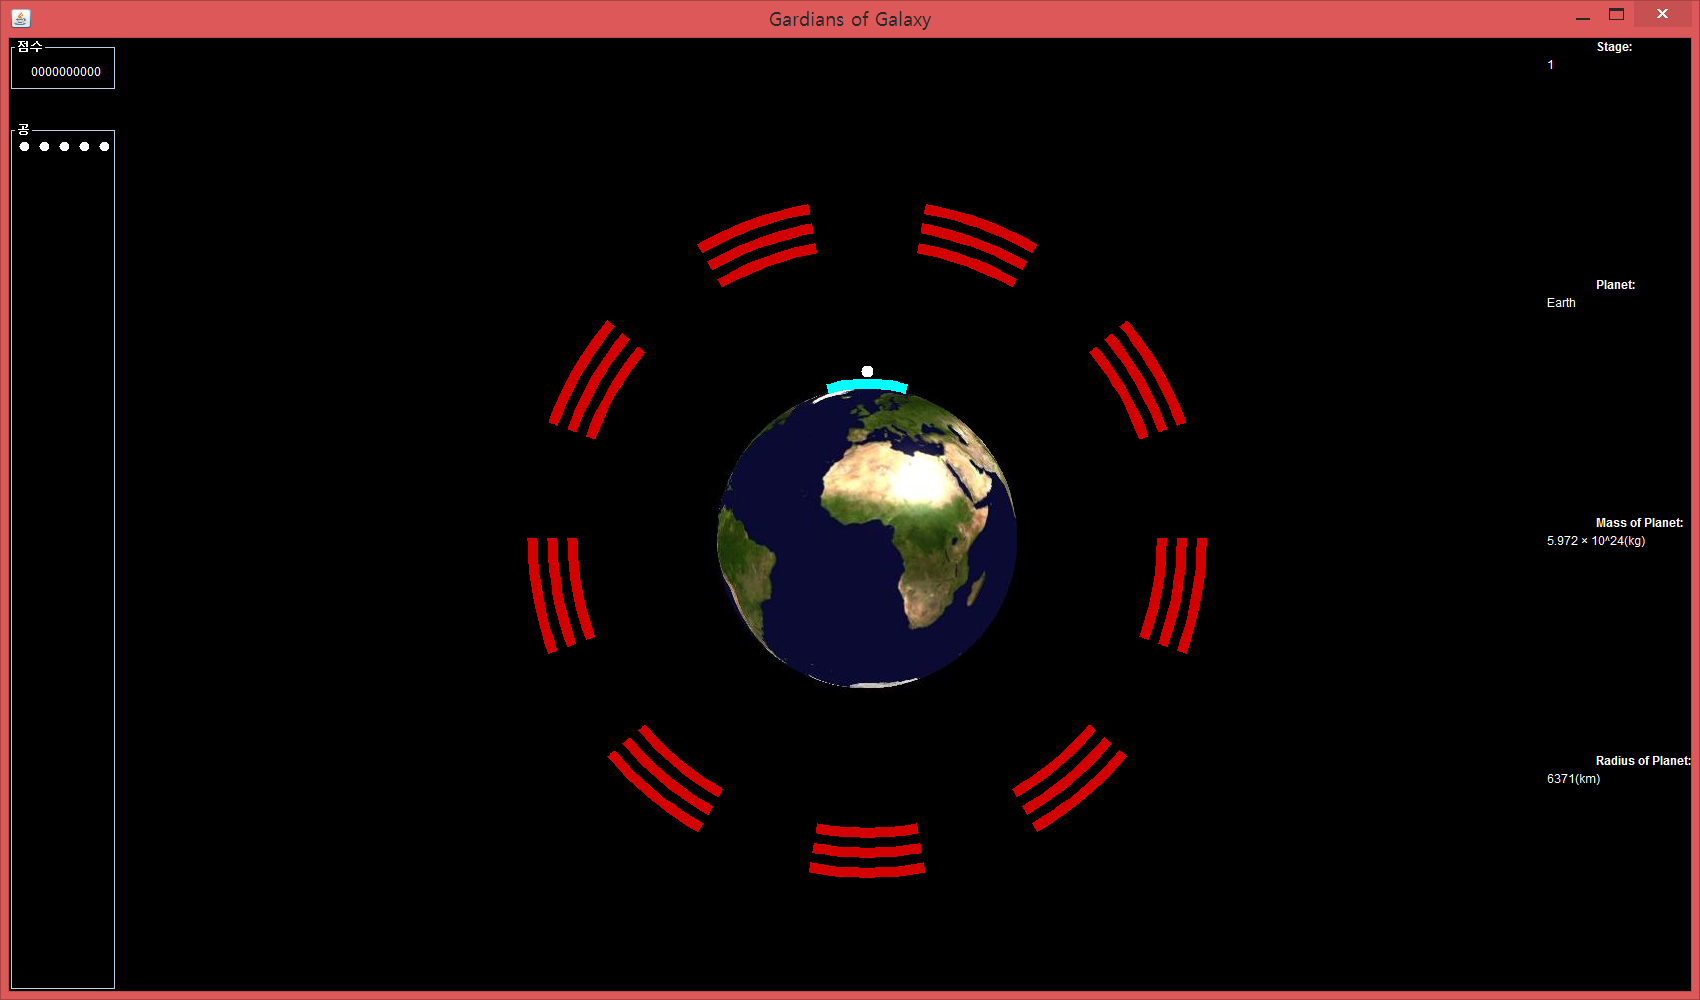 Gardians of Galaxy
점수
0000000000
공
Stage:
1
Planet:
Earth
Mass of Planet:
5.972 × 10^24(kg)
Radius of Planet:
6371(km)